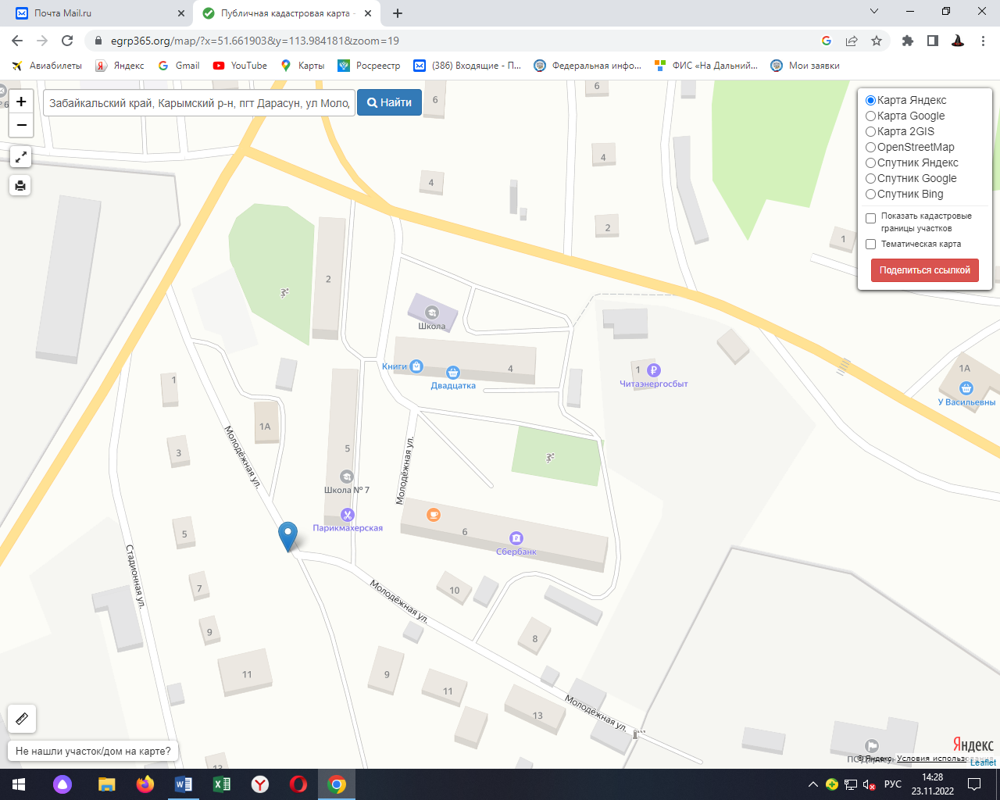 Почта Mail.ru
Публичная кадастровая карта -
egrp365.org/map/?x=51.661903&y=113.984181&zoom=19
Авиабилеты
Яндекс
Gmail
YouTube
Карты
Росреестр
(386) Входящие - П...
Федеральная инфо...
ФИС «На Дальний...
Мои заявки
+
−
Забайкальский край, Карымский р-н, пгт Дарасун, ул Моло
Найти
Карта Яндекс
Карта Google
Карта 2GIS
OpenStreetMap
Спутник Яндекс
Спутник Google
Спутник Bing
Показать кадастровые
границы участков
Тематическая карта
Поделиться ссылкой
№ 6
6
6
4
4
2
1
2
Школа
Книги
4
Двадцатка
1
Читаэнергосбыт
1А
У Васильевны
1
1А
3
Молодёжная ул.
5
Школа № 7
Парикмахерская
Молодёжная ул.
6
Сбербанк
5
Стадионная ул.
7
9
11
10
Молодёжная ул.
8
9
11
13
Молодёжная ул.
13
Не нашли участок/дом на карте?
Яндекс
© Яндекс
Условия использования
Leaflet
РУС
14:28
23.11.2022